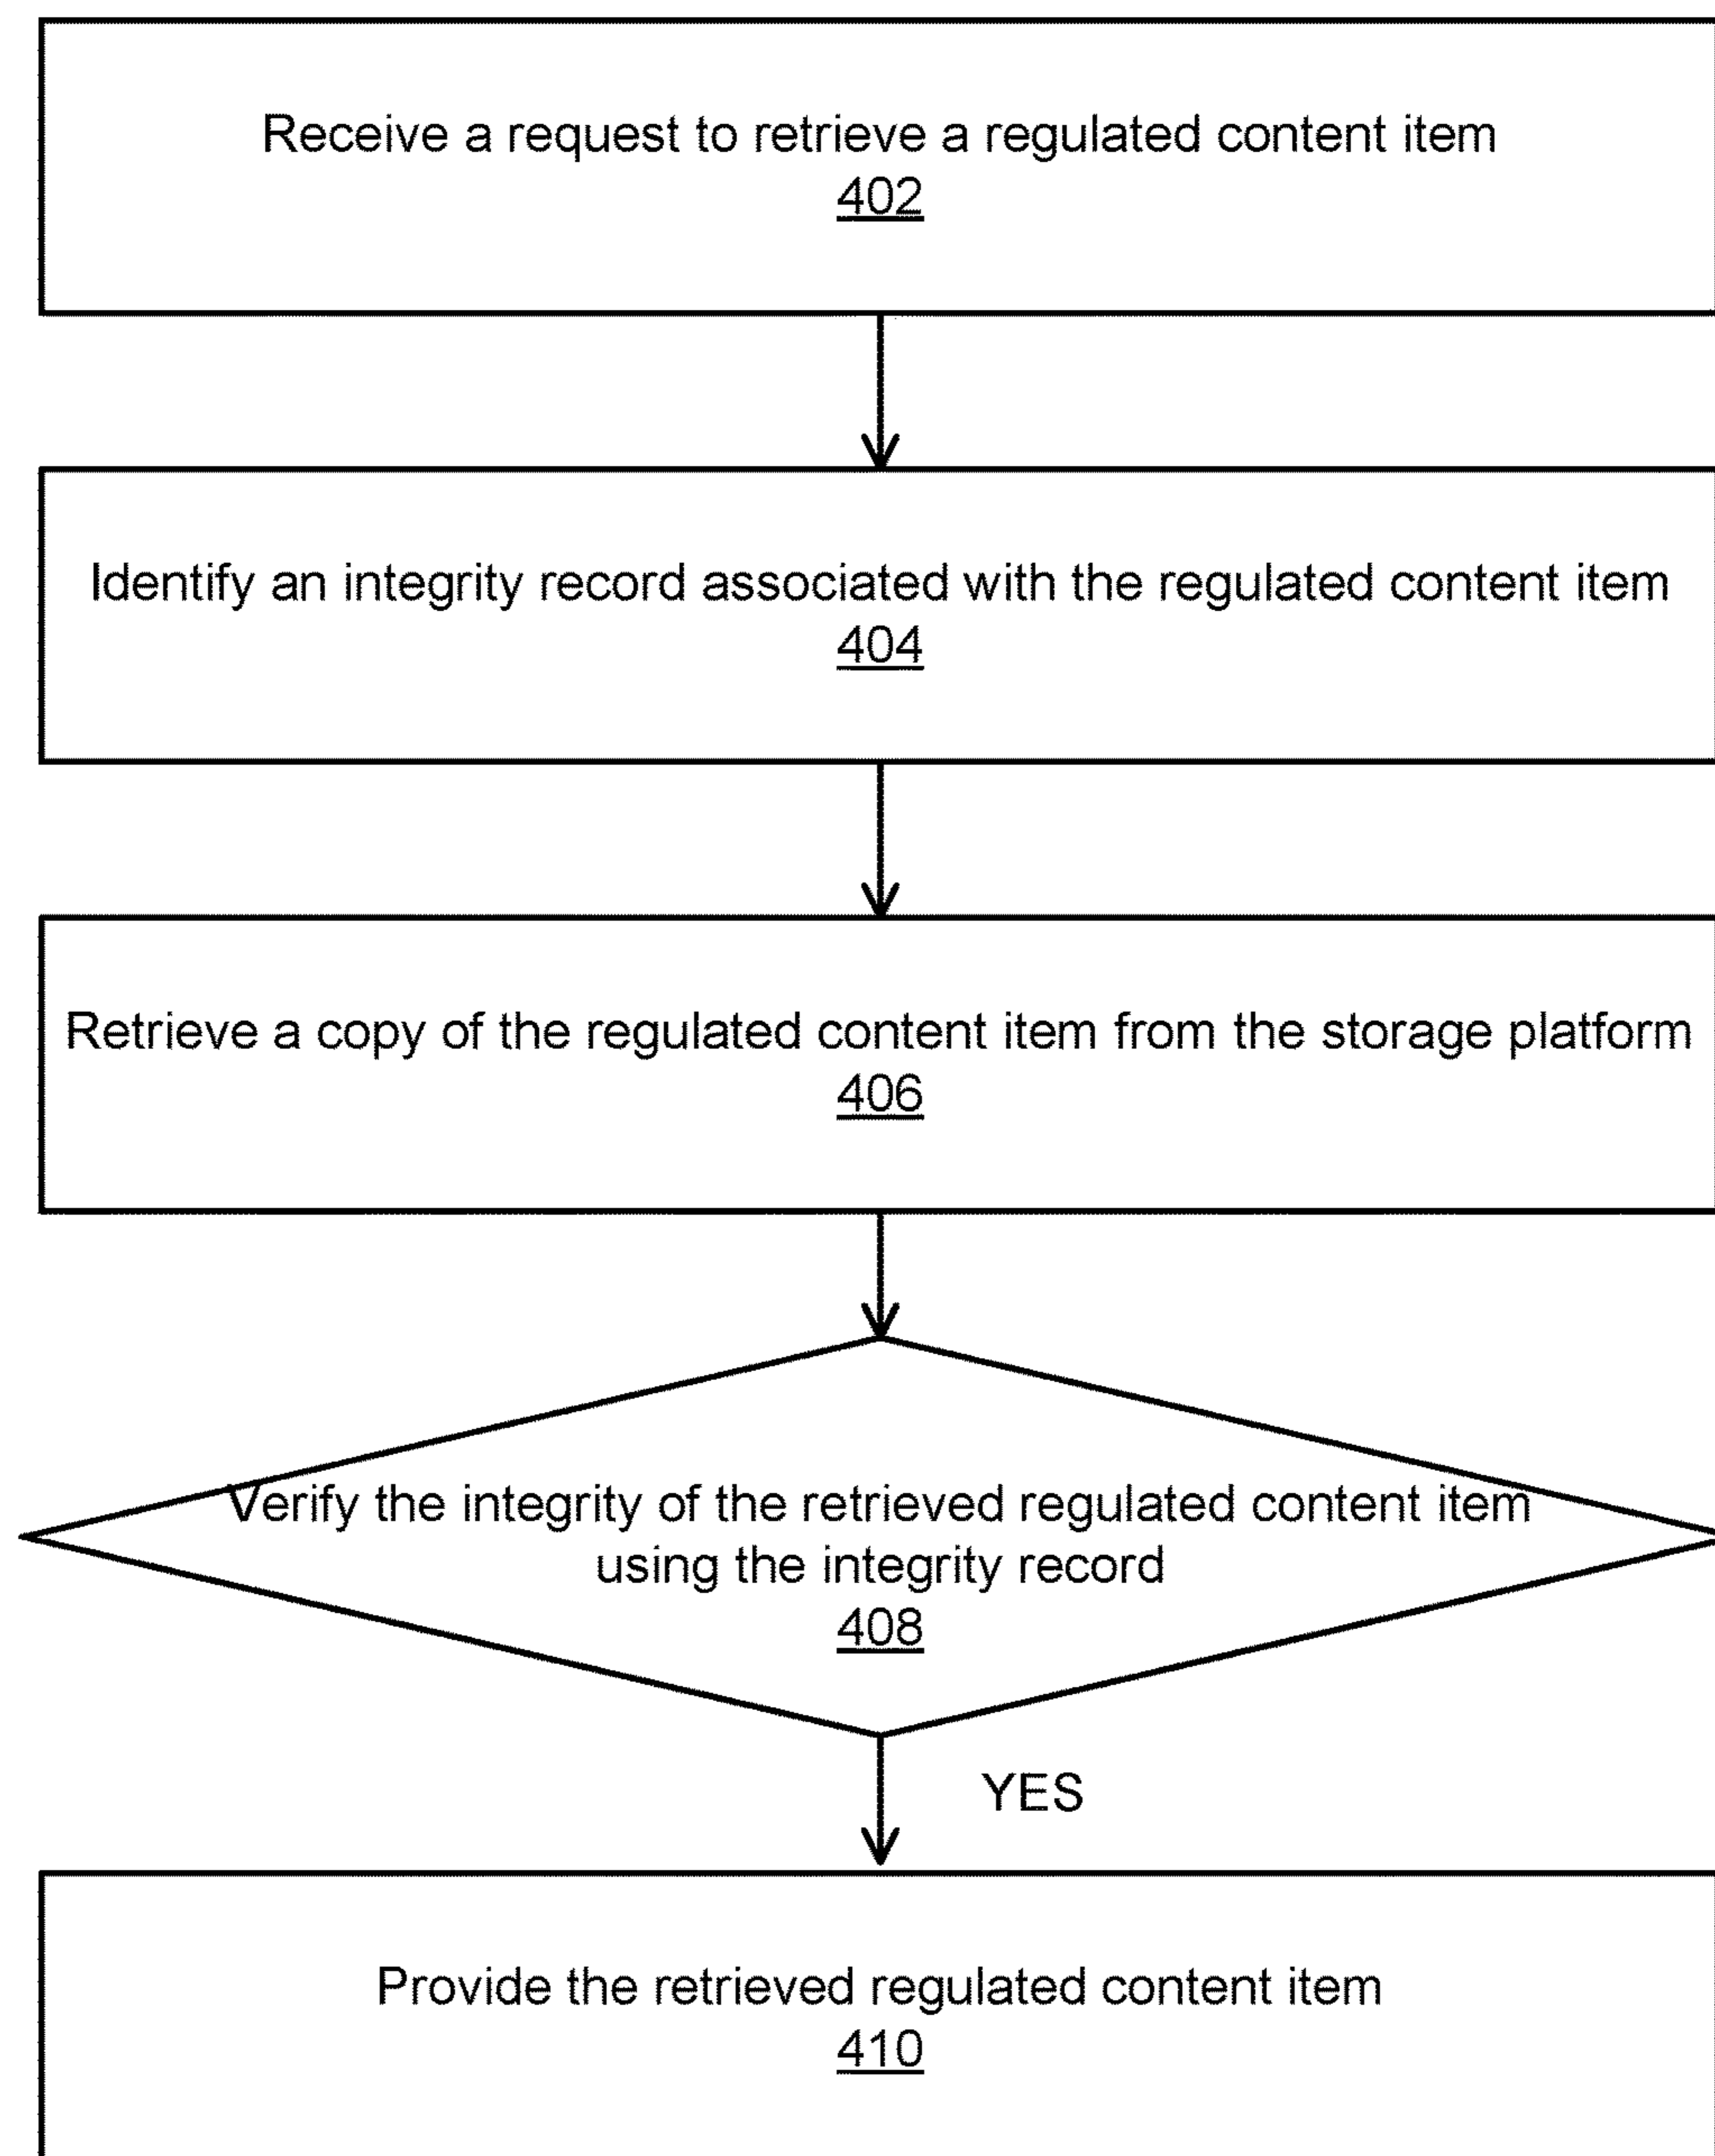 Receive a request to retrieve a regulated content item
402
Identify an integrity record associated with the regulated content item
404
Retrieve a copy of the regulated content item from the storage platform
406
Verify the integrity of the retrieved regulated content item
using the integrity record
408
YES
Provide the retrieved regulated content item
410